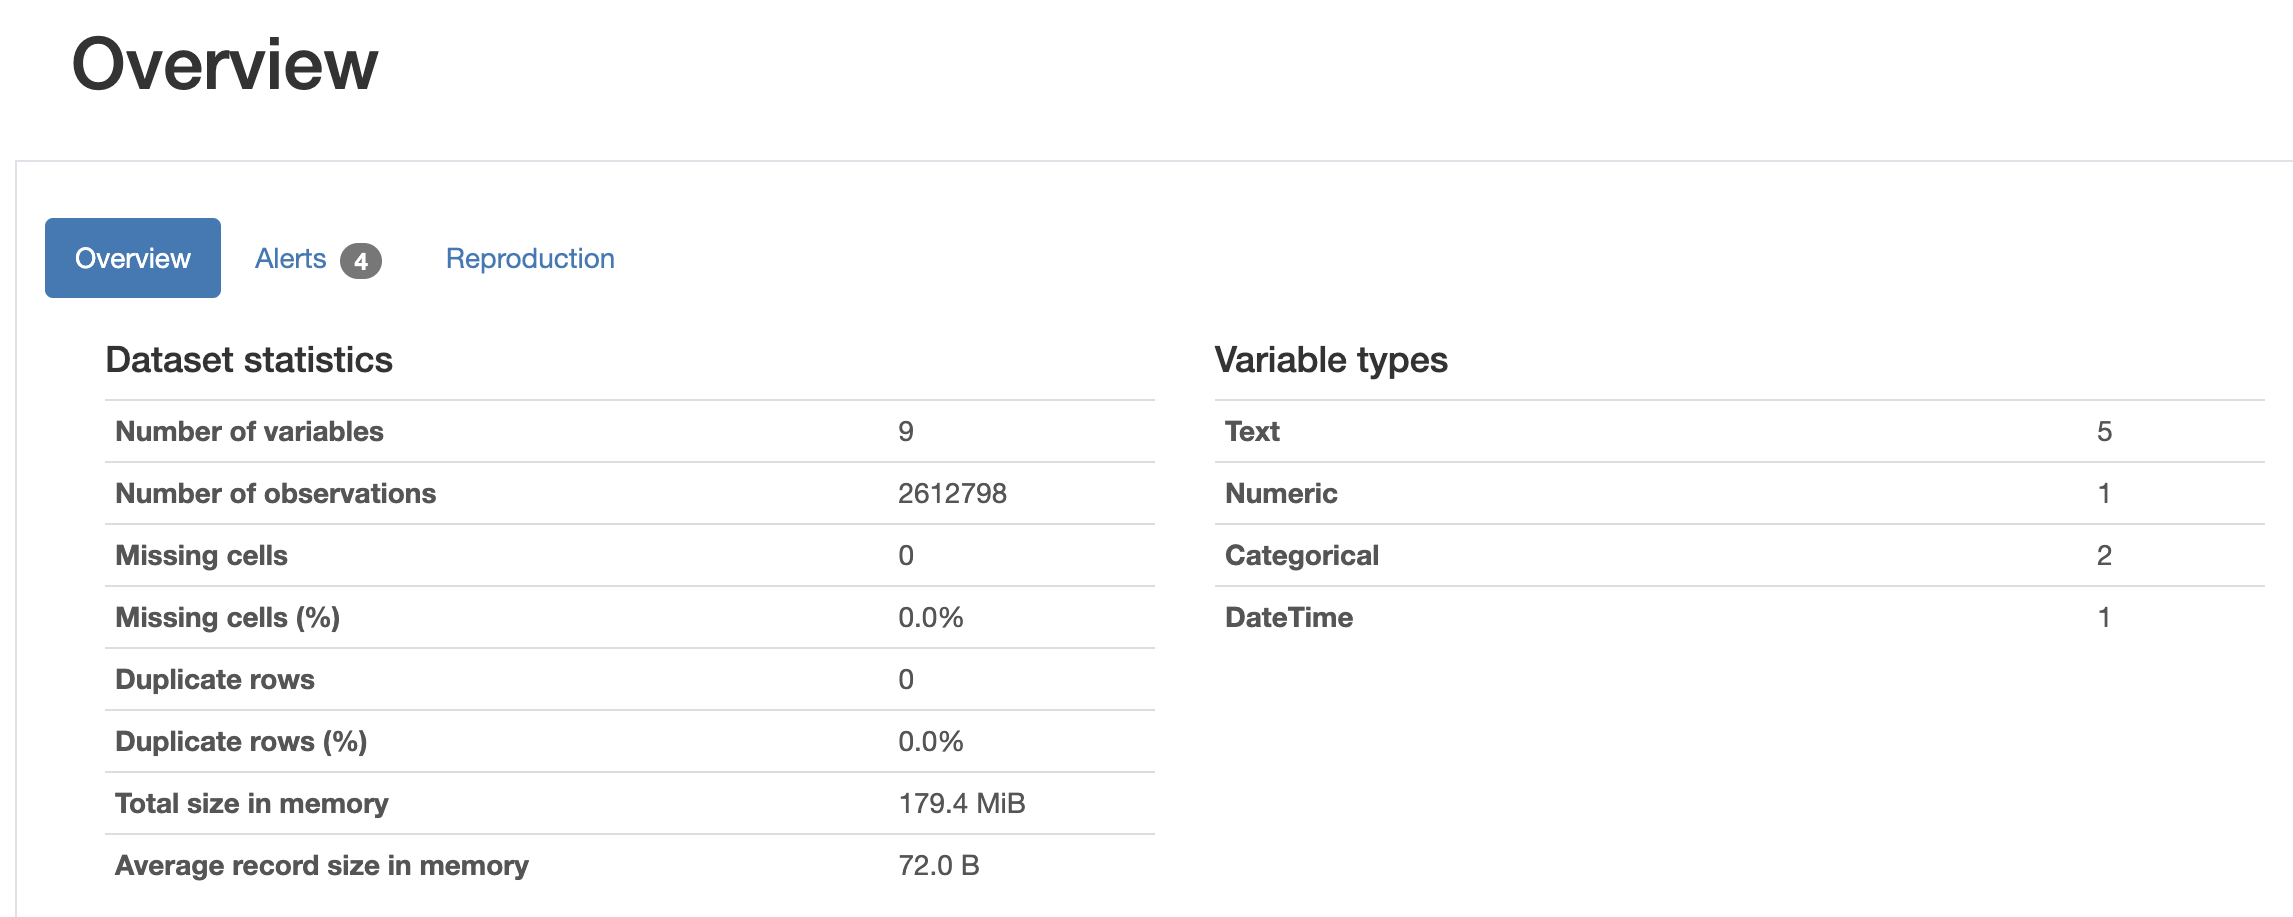 Overview
Overview Alerts 4 Reproduction
Dataset statistics
Number of variables 9
Number of observations 2612798
Missing cells 0
Missing cells (%) 0.0%
Duplicate rows 0
Duplicate rows (%) 0.0%
Total size in memory 179.4 MiB
Average record size in memory 72.0 B
Variable types
Text 5
Numeric 1
Categorical 2
DateTime 1